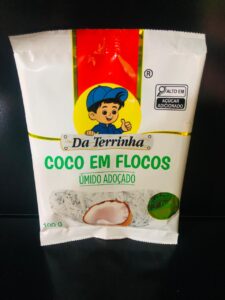 ®
ALTO EM
AÇÚCAR
ADICIONADO
Da Terrinha
COCO EM FLOCOS
ÚMIDO ADOÇADO
100 g